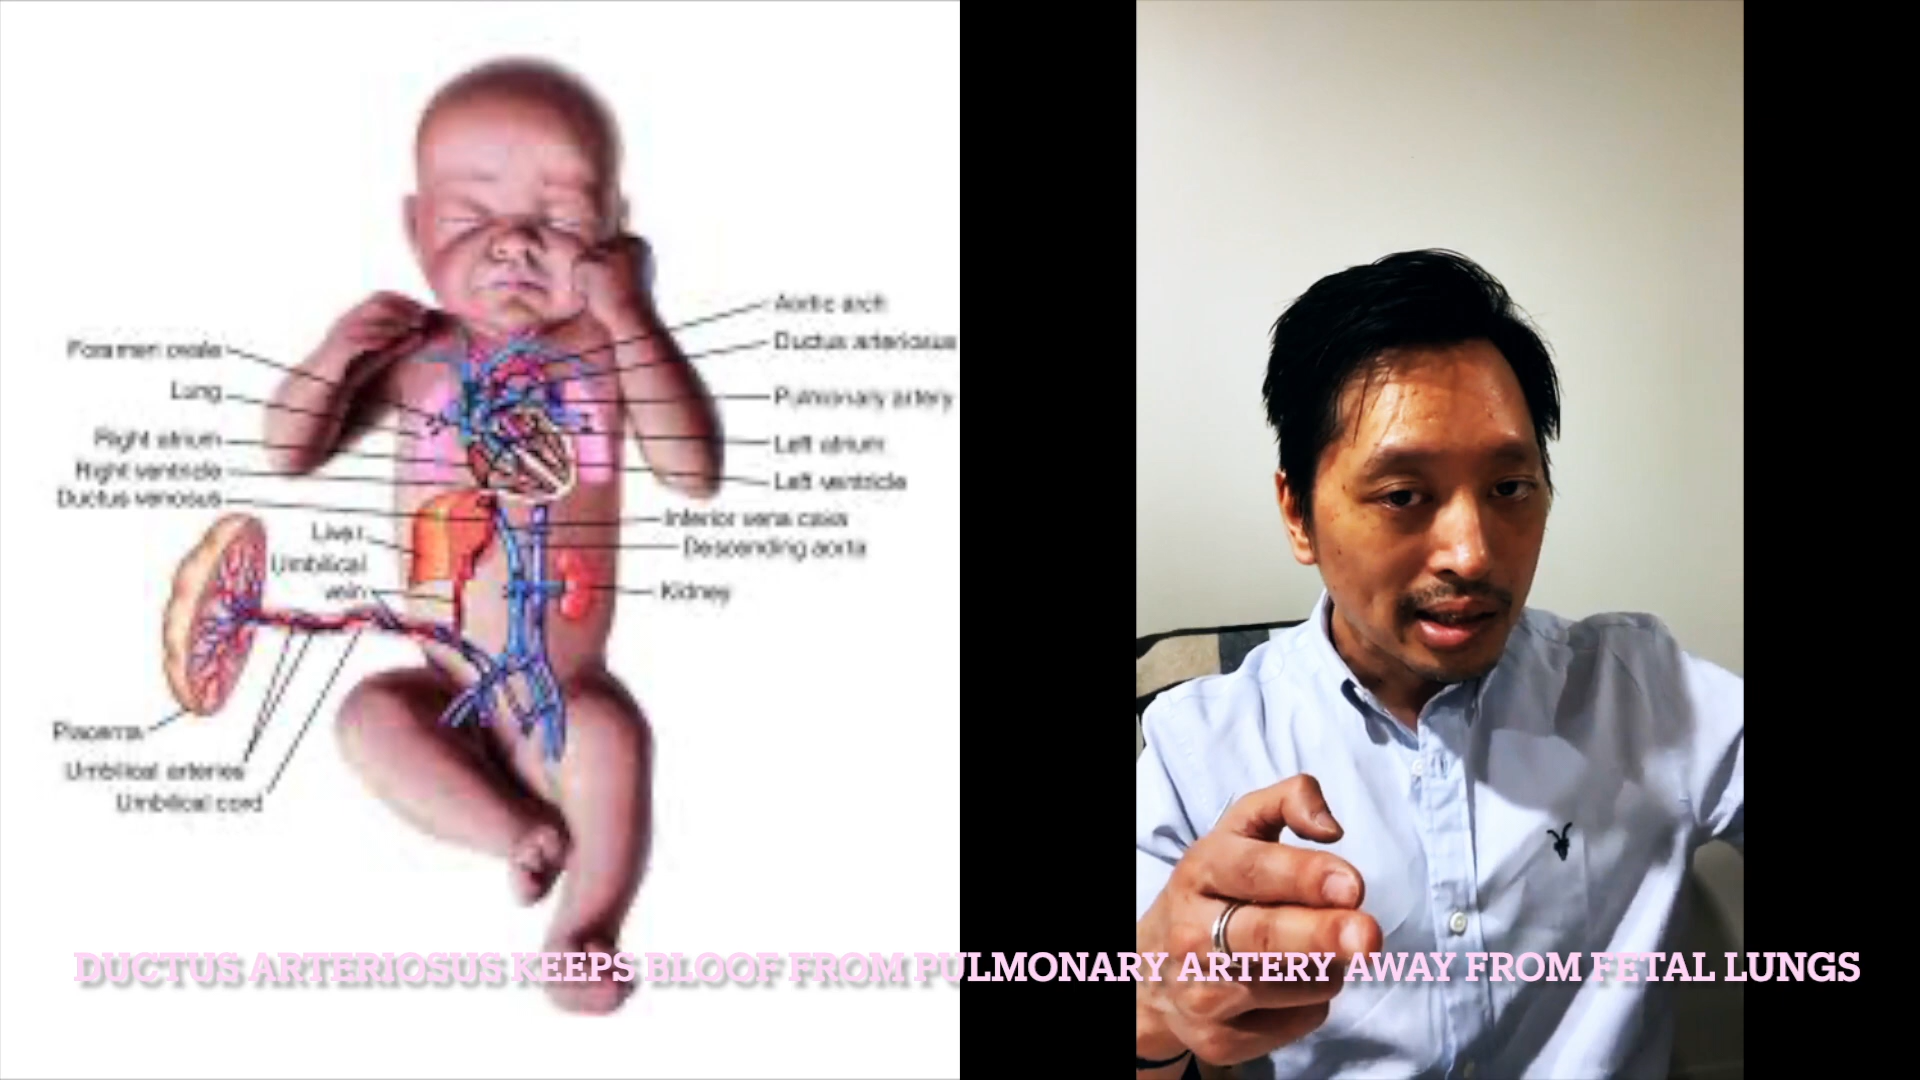 Aortic arch
Ductus arteriosus
Foramen ovale
Lung
Pulmonary artery
Right atrium
Left atrium
Right ventricle
Left ventricle
Ductus venosus
Inferior vena cava
Liver
Descending aorta
Umbilical
vein
Kidney
Placenta
Umbilical arteries
Umbilical cord
DUCTUS ARTERIOSUS KEEPS BLOOF FROM PULMONARY ARTERY AWAY FROM FETAL LUNGS